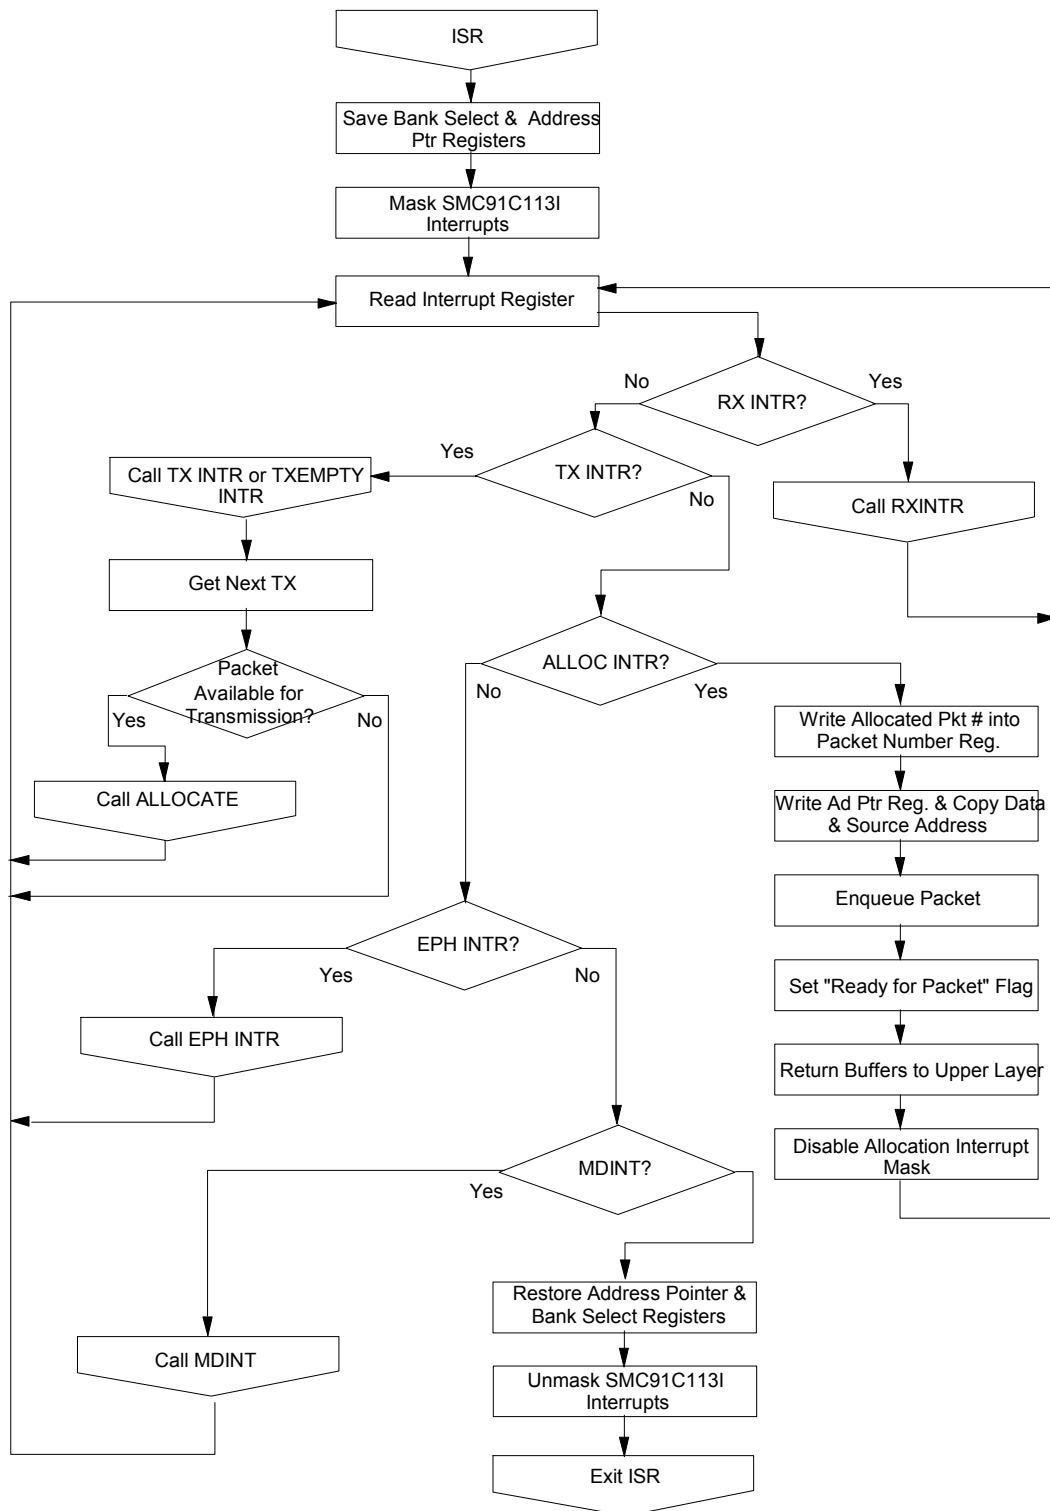 ISR
Save Bank Select & Address
Ptr Registers
Mask SMC91C113I
Interrupts
Read Interrupt Register
RX INTR?
No
Yes
TX INTR?
Yes
No
Call TX INTR or TXEMPTY
INTR
Call RXINTR
Get Next TX
ALLOC INTR?
No
Yes
Packet
Available for
Transmission?
Yes
No
Write Allocated Pkt # into
Packet Number Reg.
Call ALLOCATE
Write Ad Ptr Reg. & Copy Data
& Source Address
Enqueue Packet
EPH INTR?
Yes
No
Set "Ready for Packet" Flag
Call EPH INTR
Return Buffers to Upper Layer
Disable Allocation Interrupt
Mask
MDINT?
Yes
Restore Address Pointer &
Bank Select Registers
Call MDINT
Unmask SMC91C113I
Interrupts
Exit ISR